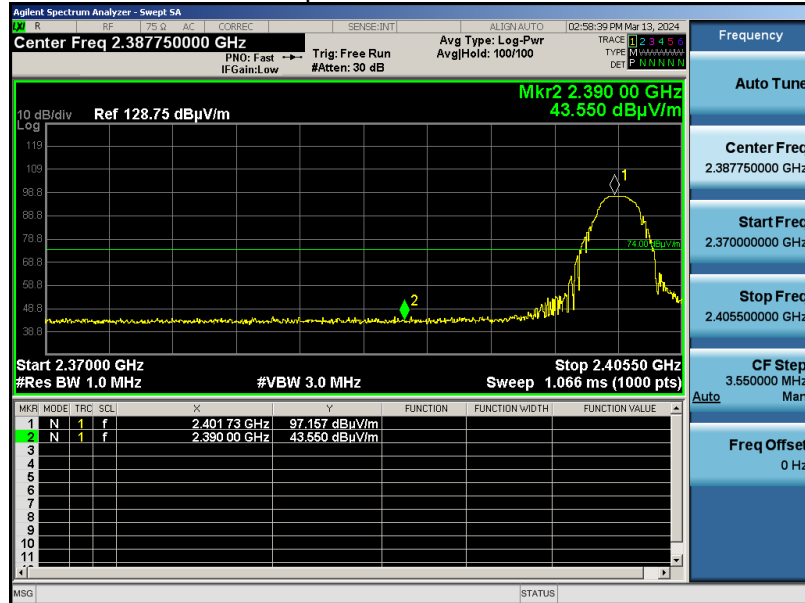 Agilent Spectrum Analyzer - Swept SA
LXI R RF 75 Ω AC CORREC SENSE:INT ALIGN AUTO 02:58:39 PM Mar 13, 2024
Center Freq 2.387750000 GHz
PNO: Fast
IFGain:Low
Trig: Free Run
#Atten: 30 dB
Avg Type: Log-Pwr
Avg|Hold: 100/100
TRACE 1 2 3 4 5 6
TYPE M
DET P N N N N N
Mkr2 2.390 00 GHz
43.550 dBµV/m
10 dB/div Ref 128.75 dBµV/m
Log
119
109
98.8
88.8
78.8
68.8
58.8
48.8
38.8
1
2
74.00 dBµV/m
Start 2.37000 GHz Stop 2.40550 GHz
#Res BW 1.0 MHz #VBW 3.0 MHz Sweep 1.066 ms (1000 pts)
MKR MODE TRC SCL X Y FUNCTION FUNCTION WIDTH FUNCTION VALUE
1 N 1 f 2.401 73 GHz 97.157 dBµV/m
2 N 1 f 2.390 00 GHz 43.550 dBµV/m
3
4
5
6
7
8
9
10
11
MSG STATUS
Frequency
Auto Tune
Center Freq
2.387750000 GHz
Start Freq
2.370000000 GHz
Stop Freq
2.405500000 GHz
CF Step
3.550000 MHz
Auto Man
Freq Offset
0 Hz